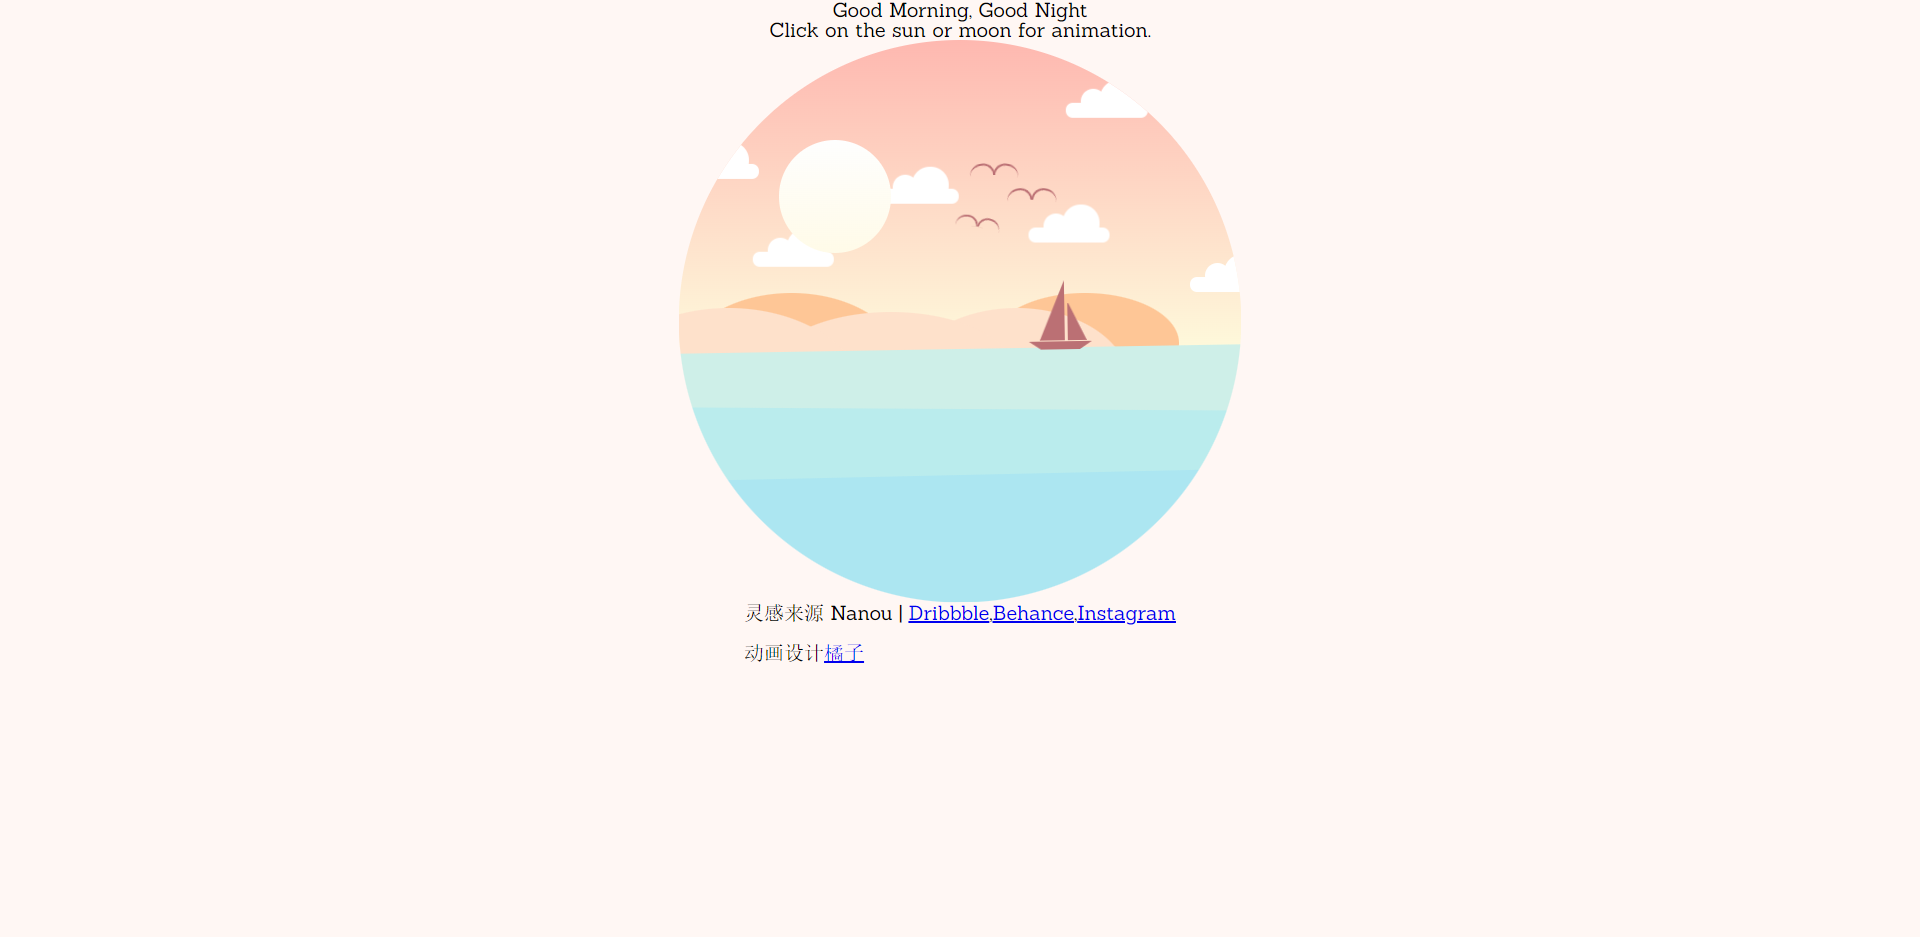 Good Morning, Good Night
Click on the sun or moon for animation.
灵感来源 Nanou | Dribbble,Behance,Instagram
动画设计橘子